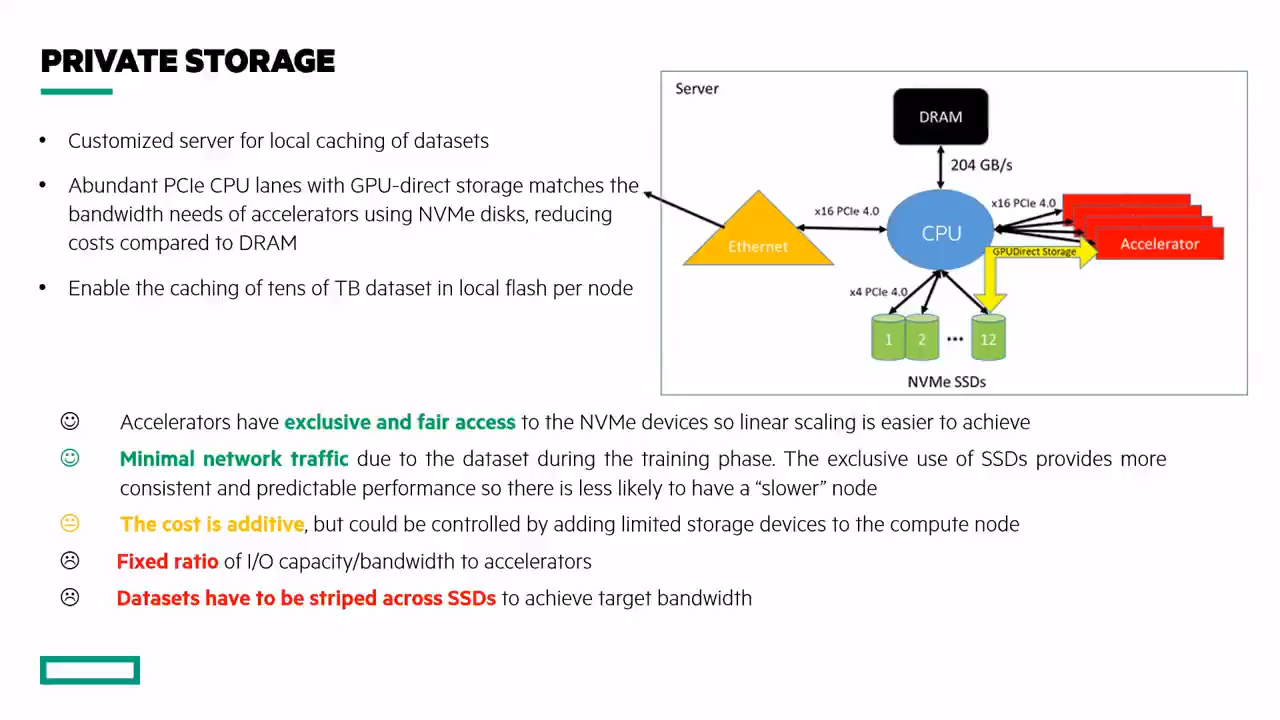 PRIVATE STORAGE
• Customized server for local caching of datasets
• Abundant PCIe CPU lanes with GPU-direct storage matches the
bandwidth needs of accelerators using NVMe disks, reducing
costs compared to DRAM
• Enable the caching of tens of TB dataset in local flash per node
Server
DRAM
204 GB/s
x16 PCIe 4.0
x16 PCIe 4.0
Ethernet
CPU
Accelerator
GPUDirect Storage
x4 PCIe 4.0
1 2 ... 12
NVMe SSDs
Accelerators have exclusive and fair access to the NVMe devices so linear scaling is easier to achieve
Minimal network traffic due to the dataset during the training phase. The exclusive use of SSDs provides more
consistent and predictable performance so there is less likely to have a “slower” node
The cost is additive, but could be controlled by adding limited storage devices to the compute node
Fixed ratio of I/O capacity/bandwidth to accelerators
Datasets have to be striped across SSDs to achieve target bandwidth